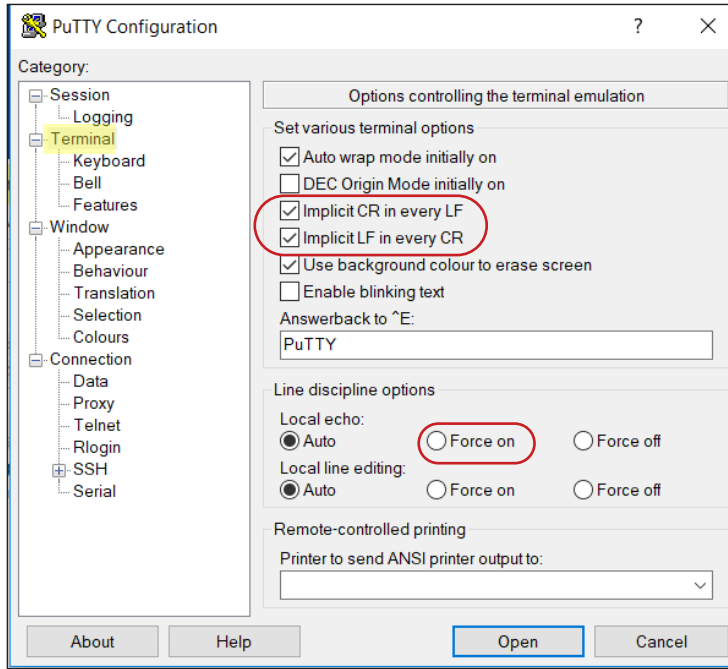 PuTTY Configuration
?
Category:
Session
Logging
Terminal
Keyboard
Bell
Features
Window
Appearance
Behaviour
Translation
Selection
Colours
Connection
Data
Proxy
Telnet
Rlogin
SSH
Serial
Options controlling the terminal emulation
Set various terminal options
Auto wrap mode initially on
DEC Origin Mode initially on
Implicit CR in every LF
Implicit LF in every CR
Use background colour to erase screen
Enable blinking text
Answerback to ^E:
PuTTY
Line discipline options
Local echo:
Auto Force on Force off
Local line editing:
Auto Force on Force off
Remote-controlled printing
Printer to send ANSI printer output to:
About Help Open Cancel